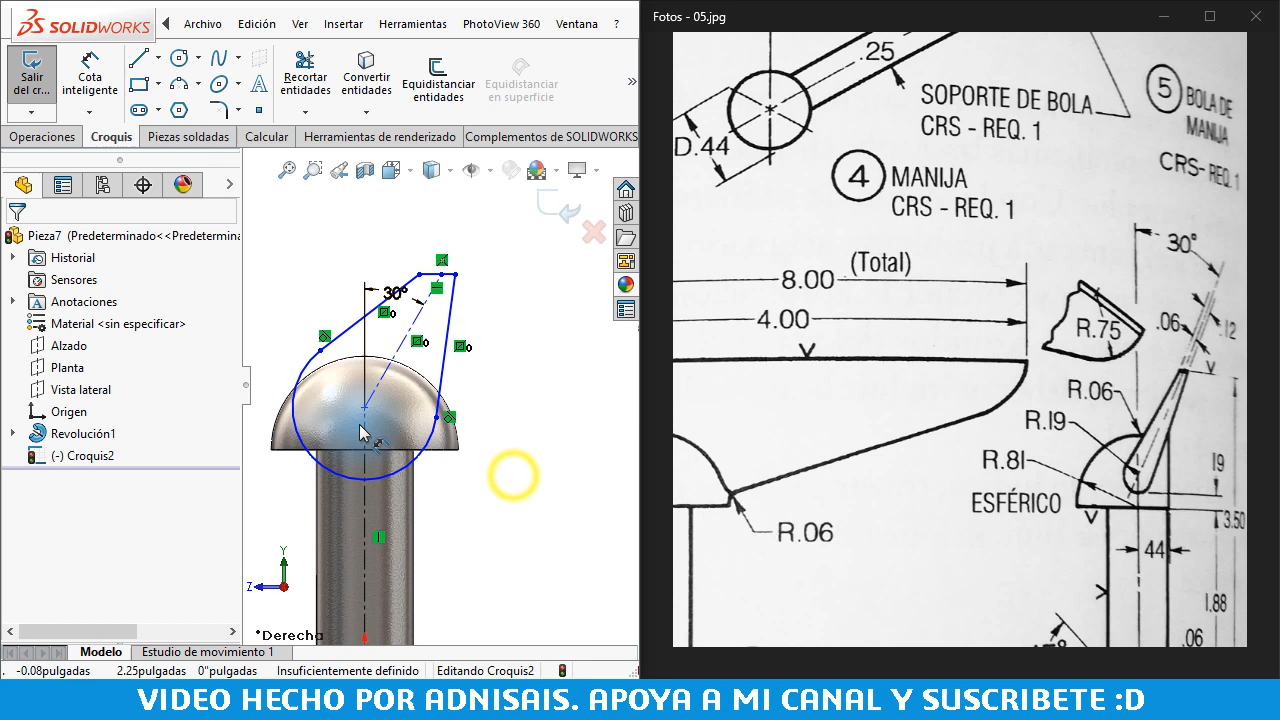 SOLIDWORKS
Archivo
Edición
Ver
Insertar
Herramientas
PhotoView 360
Ventana
?
Salir
del cr...
Cota
inteligente
Recortar
entidades
Convertir
entidades
Equidistanciar
entidades
Equidistanciar
en superficie
Operaciones
Croquis
Piezas soldadas
Calcular
Herramientas de renderizado
Complementos de SOLIDWORKS
Pieza7 (Predeterminado<<Predetermina
Historial
Sensores
Anotaciones
Material <sin especificar>
Alzado
Planta
Vista lateral
Origen
Revolución1
(-) Croquis2
30°
Y
Z
*Derecha
Modelo
Estudio de movimiento 1
-0.08pulgadas
2.25pulgadas
0"pulgadas
Insuficientemente definido
Editando Croquis2
Fotos - 05.jpg
.25
SOPORTE DE BOLA
CRS - REQ. 1
5
BOLA DE
MANIJA
CRS- REQ. 1
D.44
4
MANIJA
CRS - REQ. 1
30°
8.00
(Total)
4.00
R.75
.06
.12
R.06
R.19
R.81
ESFÉRICO
19
3.50
R.06
44
1.88
.06
VIDEO HECHO POR ADNISAIS. APOYA A MI CANAL Y SUSCRIBETE :D